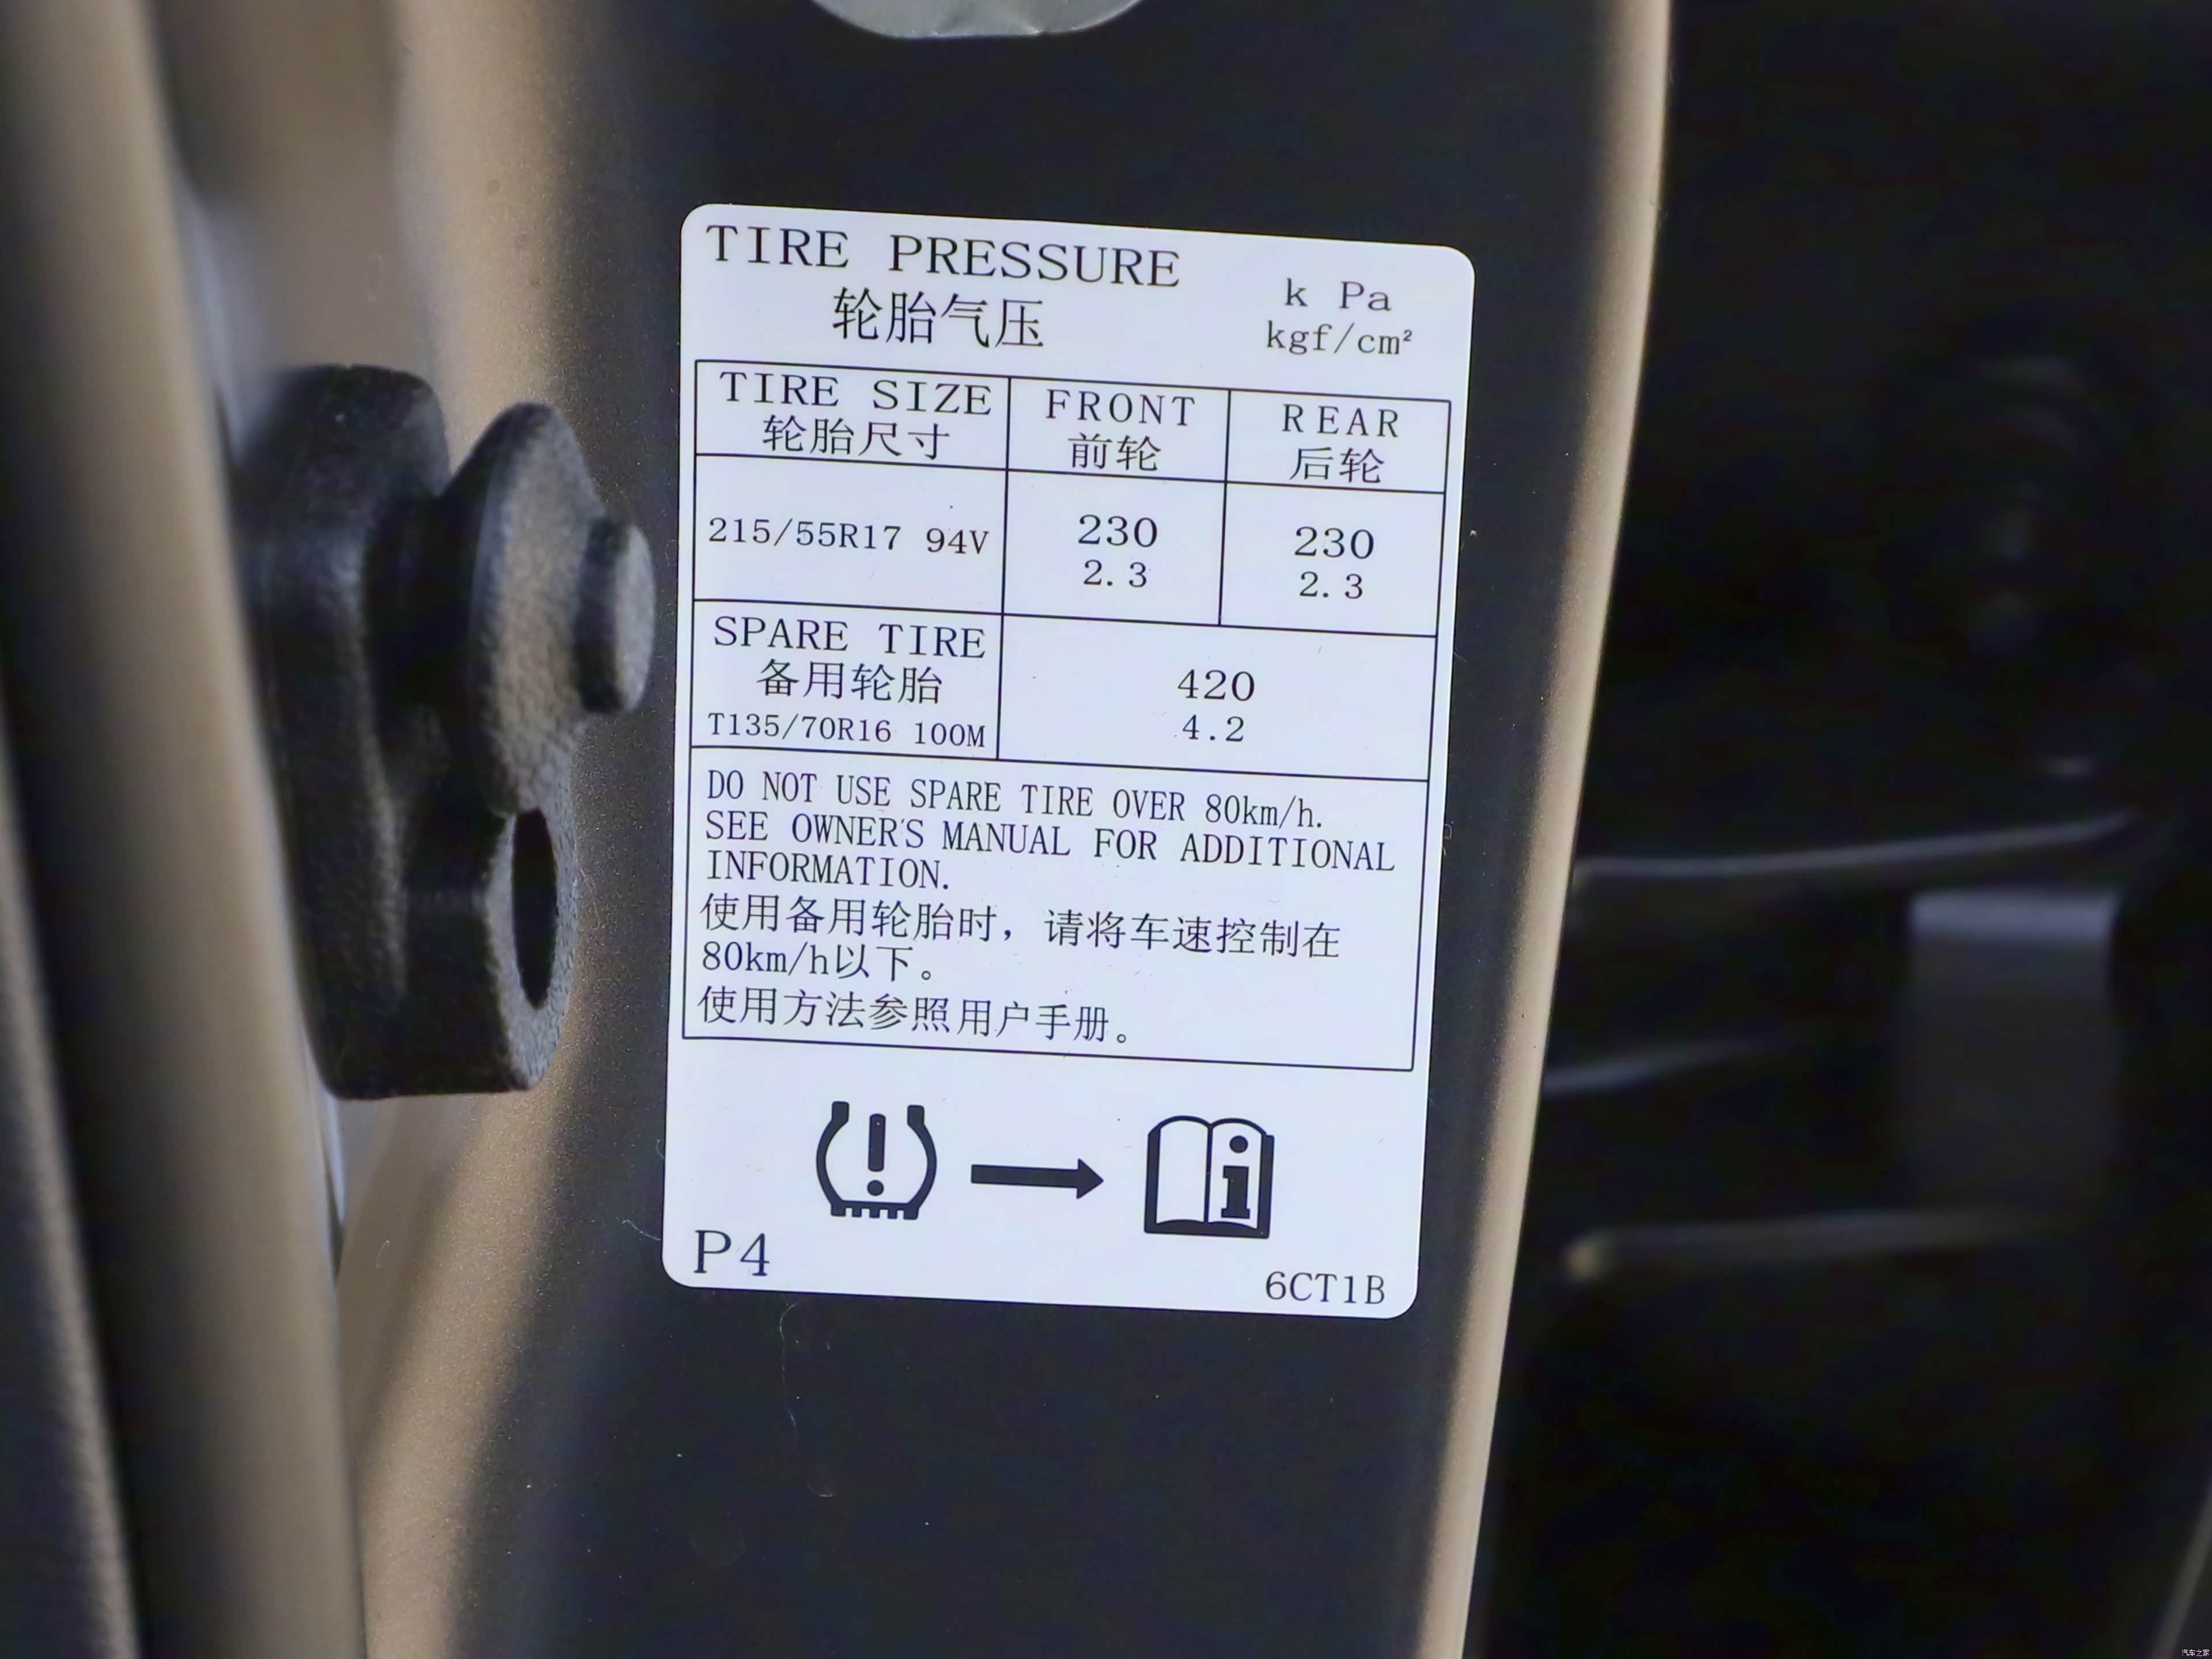 TIRE PRESSURE
轮胎气压
k Pa
kgf/cm²
TIRE SIZE
轮胎尺寸
FRONT
前轮
REAR
后轮
215/55R17 94V
230
2.3
230
2.3
SPARE TIRE
备用轮胎
T135/70R16 100M
420
4.2
DO NOT USE SPARE TIRE OVER 80km/h.
SEE OWNER'S MANUAL FOR ADDITIONAL
INFORMATION.
使用备用轮胎时，请将车速控制在
80km/h以下。
使用方法参照用户手册。
P4
6CT1B
汽车之家